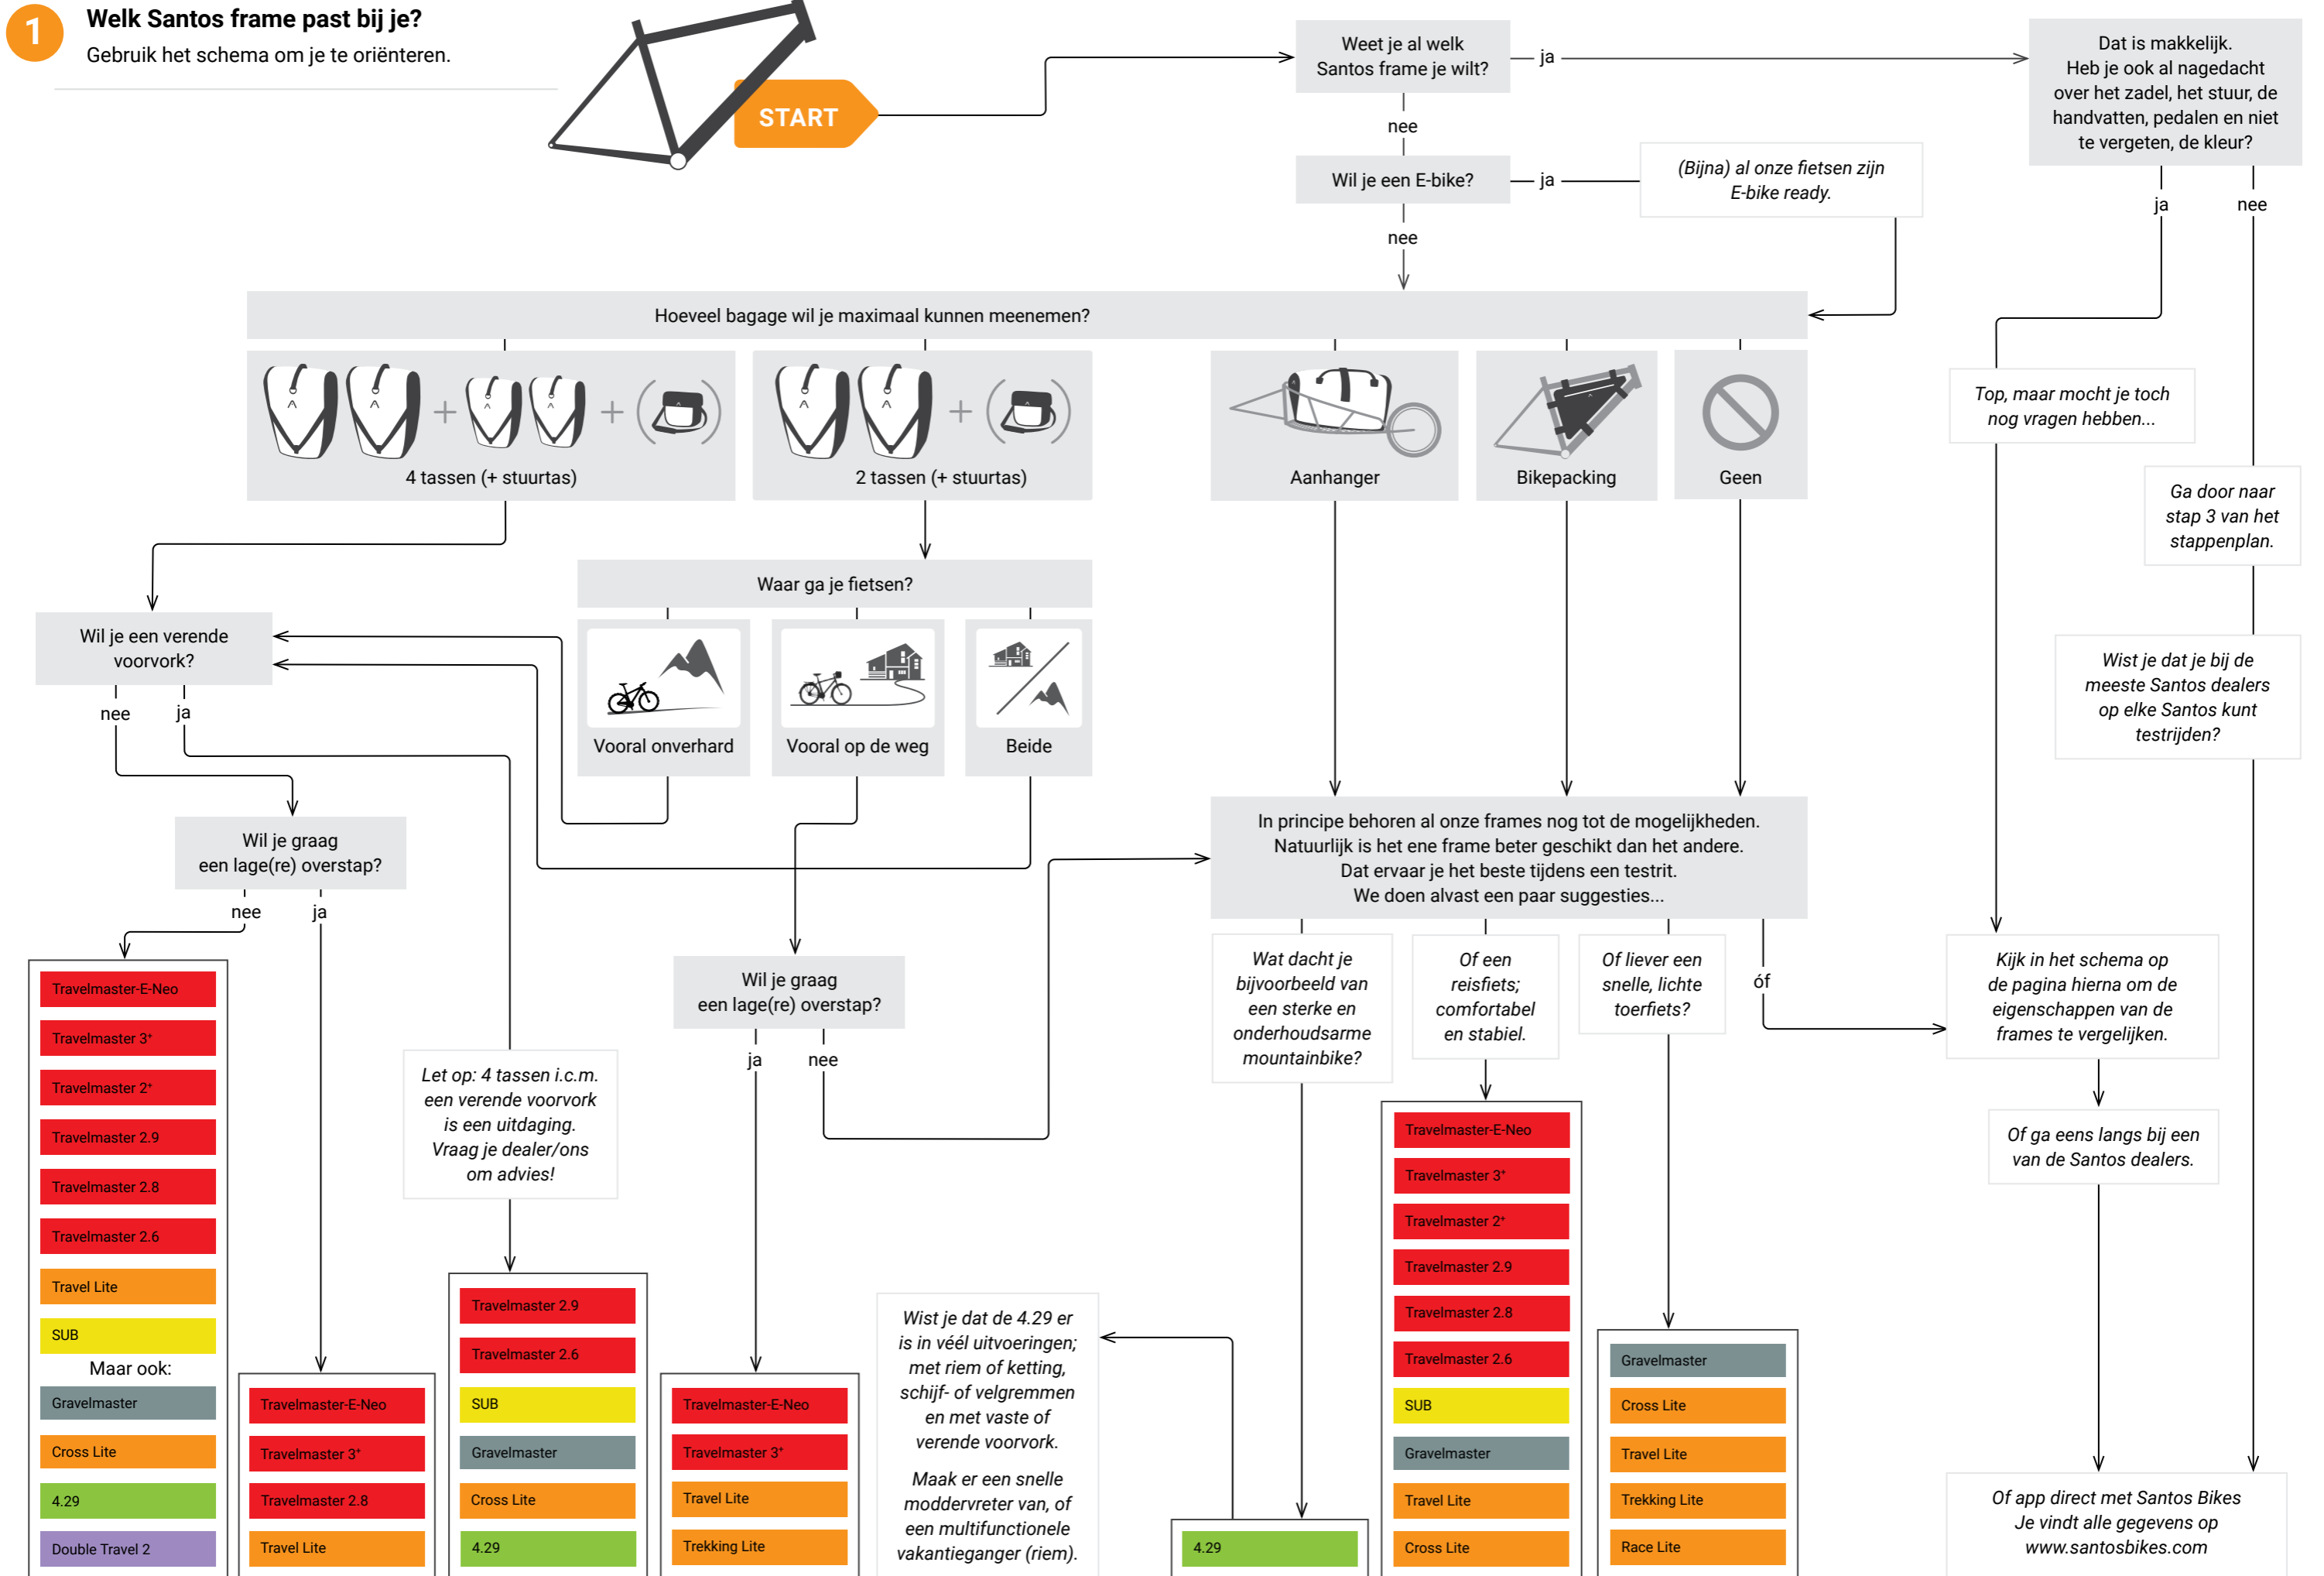 1
Welk Santos frame past bij je?
Gebruik het schema om je te oriënteren.
START
Weet je al welk
Santos frame je wilt?
ja
nee
Dat is makkelijk.
Heb je ook al nagedacht
over het zadel, het stuur, de
handvatten, pedalen en niet
te vergeten, de kleur?
ja
nee
Wil je een E-bike?
ja
nee
(Bijna) al onze fietsen zijn
E-bike ready.
Hoeveel bagage wil je maximaal kunnen meenemen?
4 tassen (+ stuurtas)
2 tassen (+ stuurtas)
Aanhanger
Bikepacking
Geen
Top, maar mocht je toch
nog vragen hebben...
Ga door naar
stap 3 van het
stappenplan.
Wist je dat je bij de
meeste Santos dealers
op elke Santos kunt
testrijden?
Waar ga je fietsen?
Vooral onverhard
Vooral op de weg
Beide
Wil je een verende
voorvork?
nee
ja
Wil je graag
een lage(re) overstap?
nee
ja
In principe behoren al onze frames nog tot de mogelijkheden.
Natuurlijk is het ene frame beter geschikt dan het andere.
Dat ervaar je het beste tijdens een testrit.
We doen alvast een paar suggesties...
Wil je graag
een lage(re) overstap?
ja
nee
Wat dacht je
bijvoorbeeld van
een sterke en
onderhoudsarme
mountainbike?
Of een
reisfiets;
comfortabel
en stabiel.
Of liever een
snelle, lichte
toerfiets?
óf
Kijk in het schema op
de pagina hierna om de
eigenschappen van de
frames te vergelijken.
Of ga eens langs bij een
van de Santos dealers.
Of app direct met Santos Bikes
Je vindt alle gegevens op
www.santosbikes.com
Let op: 4 tassen i.c.m.
een verende voorvork
is een uitdaging.
Vraag je dealer/ons
om advies!
Travelmaster-E-Neo
Travelmaster 3+
Travelmaster 2+
Travelmaster 2.9
Travelmaster 2.8
Travelmaster 2.6
Travel Lite
SUB
Maar ook:
Gravelmaster
Cross Lite
4.29
Double Travel 2
Travelmaster-E-Neo
Travelmaster 3+
Travelmaster 2.8
Travel Lite
Travelmaster 2.9
Travelmaster 2.6
SUB
Gravelmaster
Cross Lite
4.29
Travelmaster-E-Neo
Travelmaster 3+
Travel Lite
Trekking Lite
Wist je dat de 4.29 er
is in véél uitvoeringen;
met riem of ketting,
schijf- of velgremmen
en met vaste of
verende voorvork.
Maak er een snelle
moddervreter van, of
een multifunctionele
vakantieganger (riem).
4.29
Travelmaster-E-Neo
Travelmaster 3+
Travelmaster 2+
Travelmaster 2.9
Travelmaster 2.8
Travelmaster 2.6
SUB
Gravelmaster
Travel Lite
Cross Lite
Gravelmaster
Cross Lite
Travel Lite
Trekking Lite
Race Lite